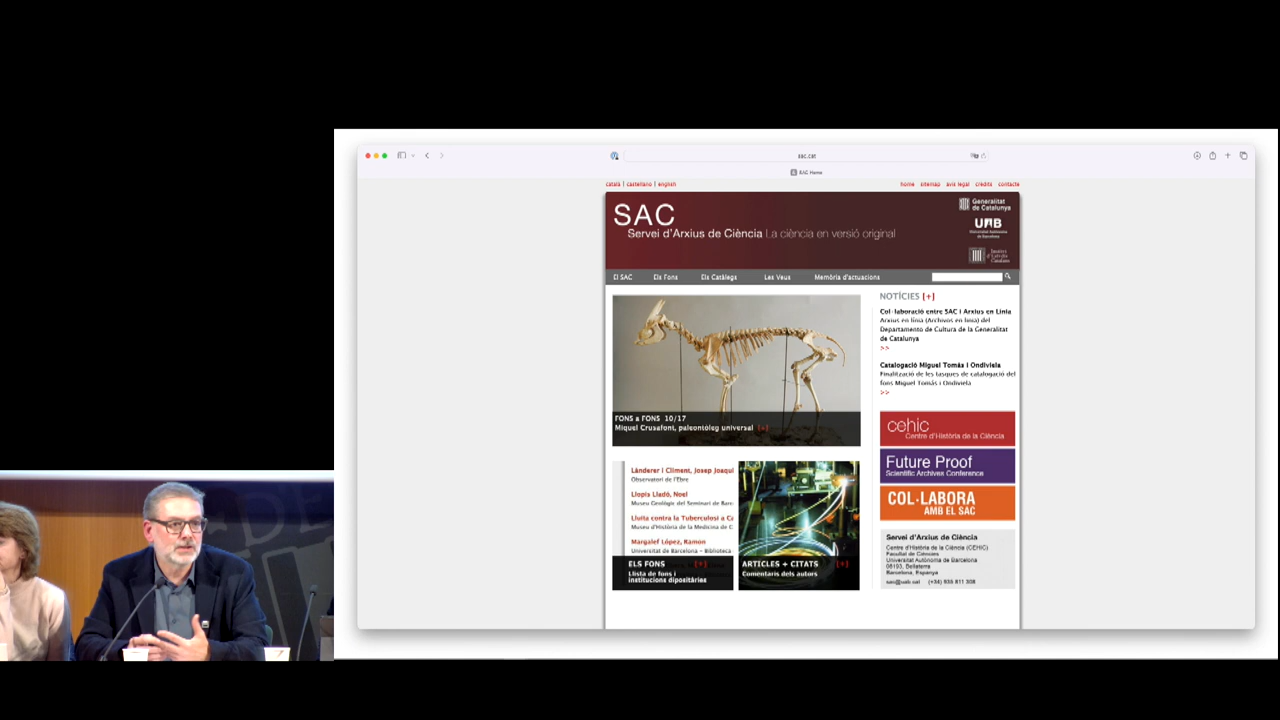 sac.cat
SAC Home
català | castellano | english
home sitemap avís legal crèdits contacte
SAC
Servei d'Arxius de Ciència La ciència en versió original
Generalitat
de Catalunya
UAB
Universitat Autònoma
de Barcelona
Institut
d'Estudis
Catalans
El SAC Els Fons Els Catàlegs Les Veus Memòria d'actuacions
FONS a FONS 10/17
Miquel Crusafont, paleontòleg universal [+]
NOTÍCIES [+]
Col·laboració entre SAC i Arxius en Línia
Arxius en línia (Archivos en línia) del
Departamento de Cultura de la Generalitat
de Catalunya
>>
Catalogació Miguel Tomás i Ondiviela
Finalització de les tasques de catalogació del
fons Miguel Tomás i Ondiviela
>>
cehic
Centre d'Història de la Ciència
Future Proof
Scientific Archives Conference
COL·LABORA
AMB EL SAC
Lànderer i Climent, Josep Joaqui
Observatori de l'Ebre
Llopis Lladó, Noel
Museu Geològic del Seminari de Barc
Lluita contra la Tuberculosi a Ca
Museu d'Història de la Medicina de C
Margalef López, Ramon
Universitat de Barcelona - Biblioteca
ELS FONS [+]
Llista de fons i
institucions dipositàries
ARTICLES + CITATS [+]
Comentaris dels autors
Servei d'Arxius de Ciència
Centre d'Història de la Ciència (CEHIC)
Facultat de Ciències
Universitat Autònoma de Barcelona
08193, Bellaterra
Barcelona, Espanya
sac@uab.cat (+34) 935 811 308